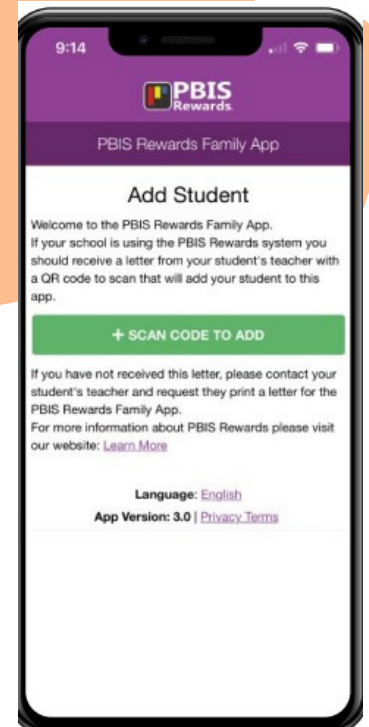 9:14
PBIS
Rewards
PBIS Rewards Family App
Add Student
Welcome to the PBIS Rewards Family App.
If your school is using the PBIS Rewards system you
should receive a letter from your student's teacher with
a QR code to scan that will add your student to this
app.
+ SCAN CODE TO ADD
If you have not received this letter, please contact your
student's teacher and request they print a letter for the
PBIS Rewards Family App.
For more information about PBIS Rewards please visit
our website: Learn More
Language: English
App Version: 3.0 | Privacy Terms